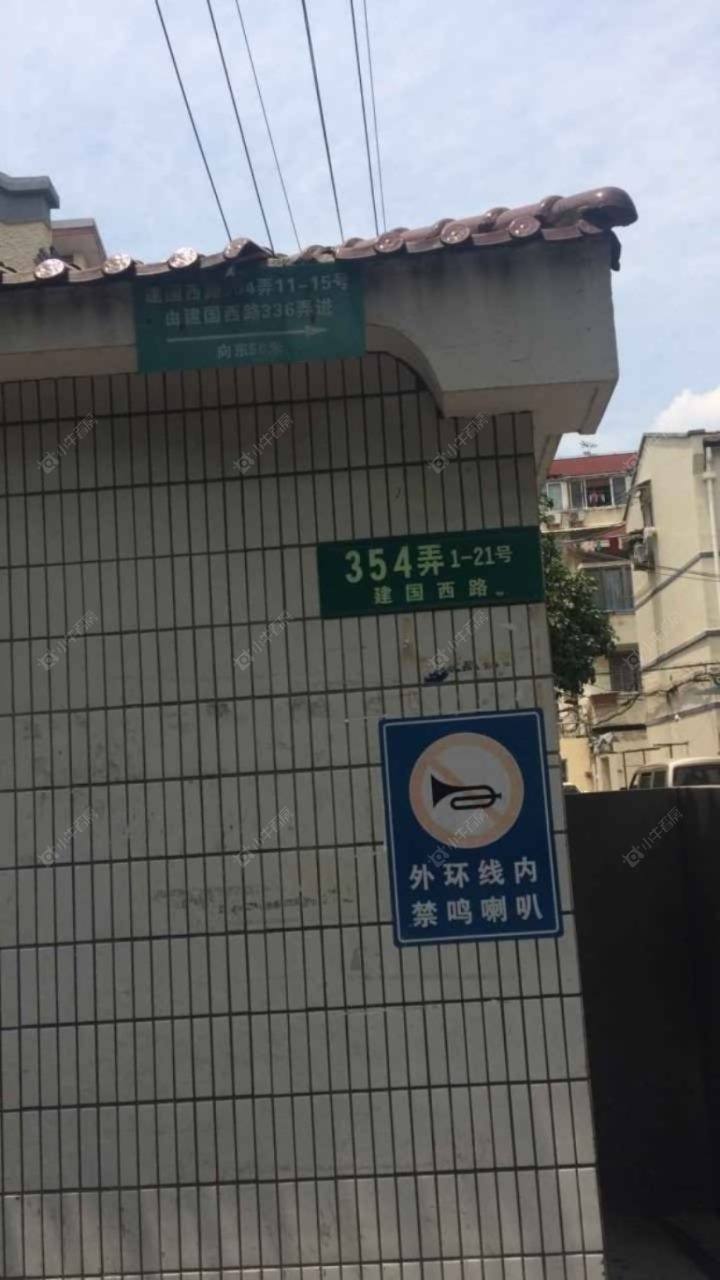 建国西路354弄11-15号
由建国西路336弄进
354弄1-21号
建国西路
外环线内
禁鸣喇叭